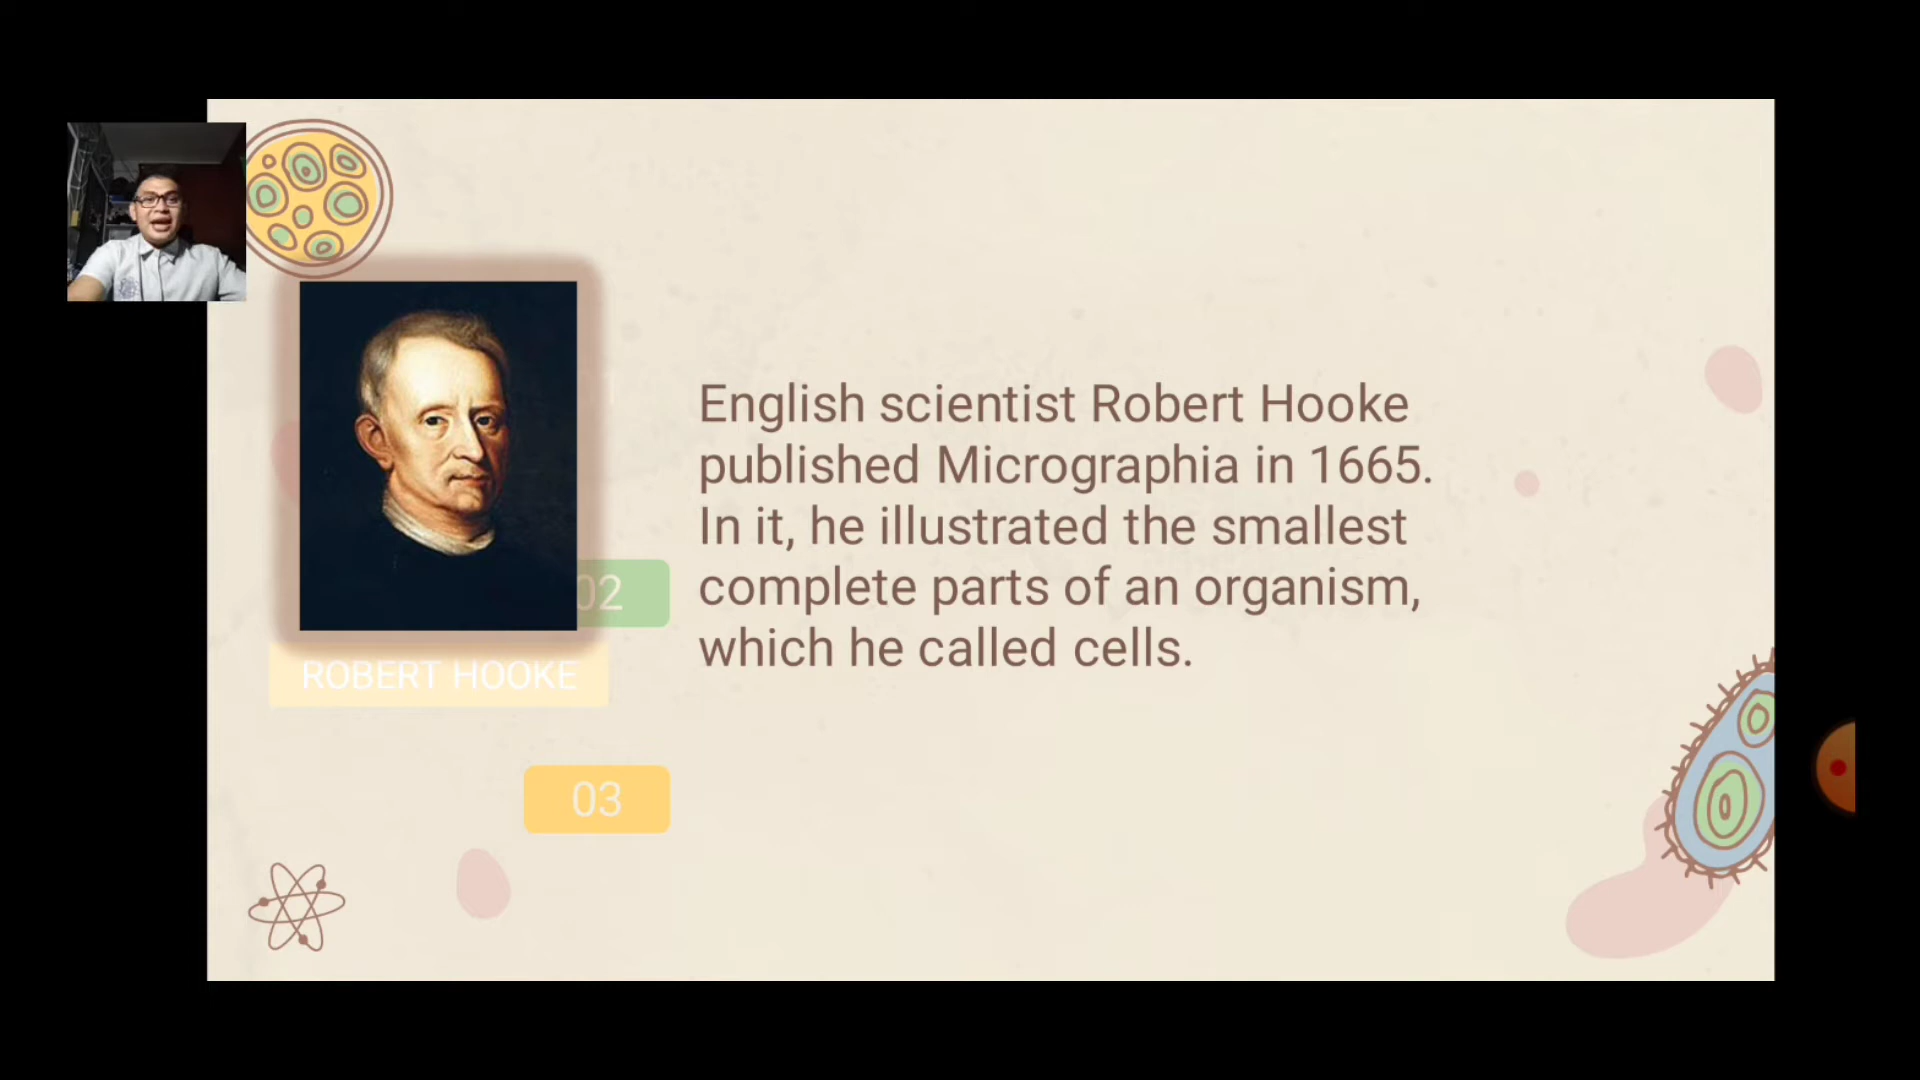 English scientist Robert Hooke
published Micrographia in 1665.
In it, he illustrated the smallest
complete parts of an organism,
which he called cells.
02
ROBERT HOOKE
03